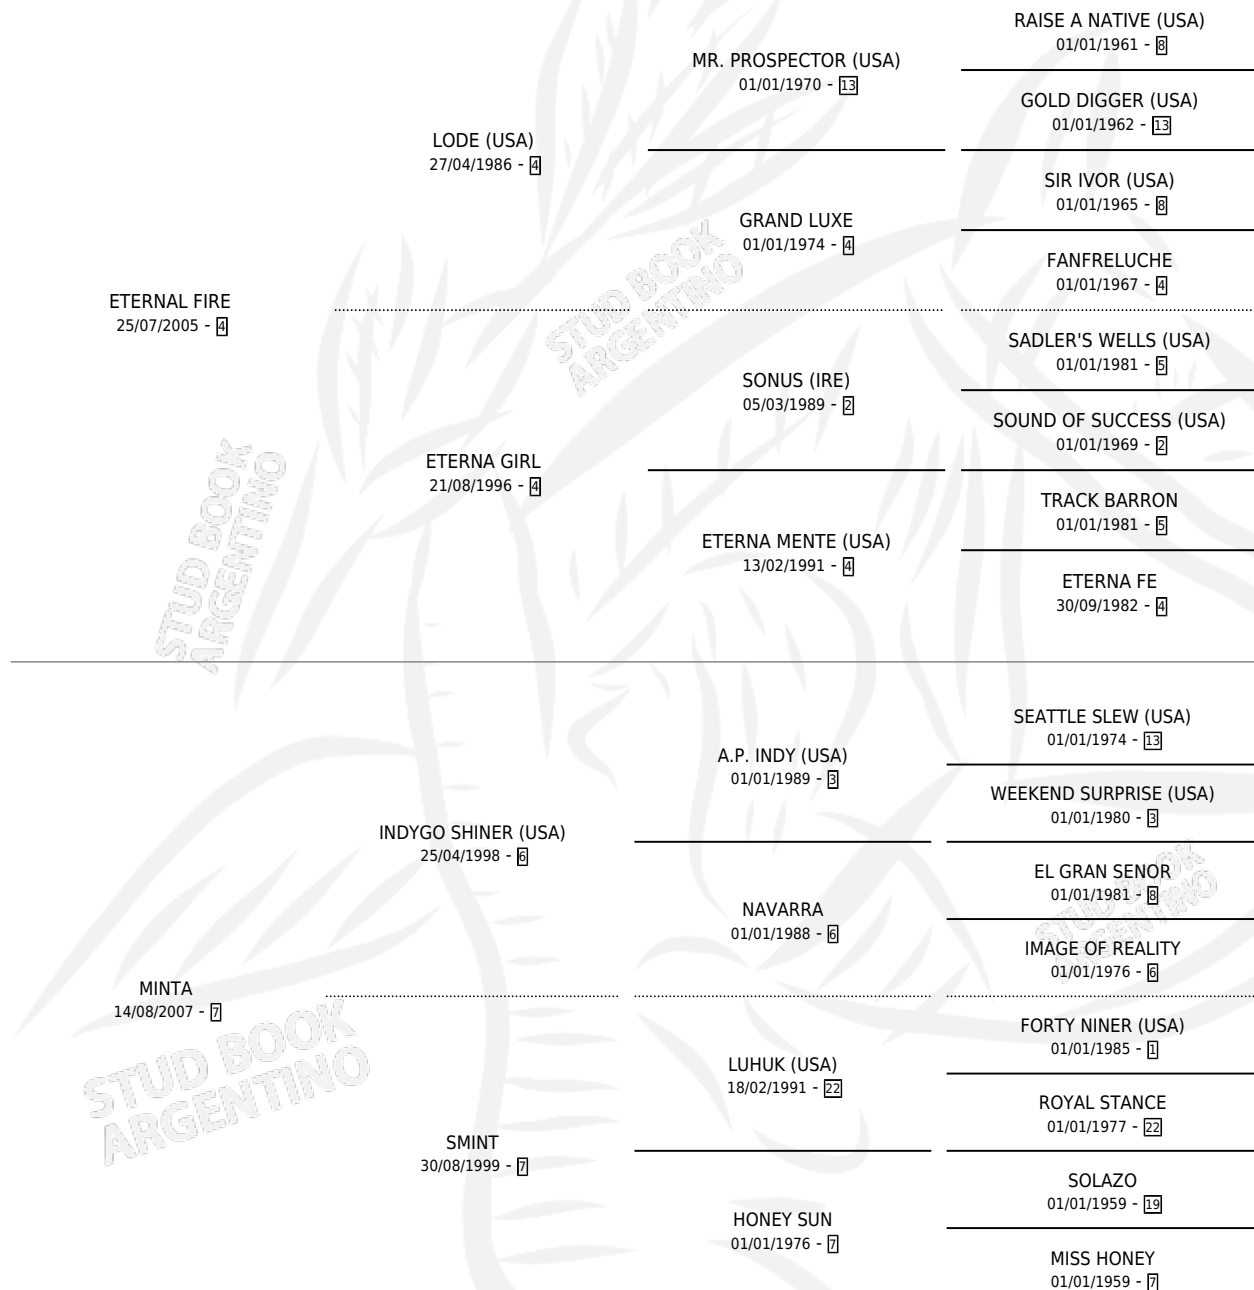 RAISE A NATIVE (USA)
01/01/1961 - 8
MR. PROSPECTOR (USA)
01/01/1970 - 13
GOLD DIGGER (USA)
01/01/1962 - 13
LODE (USA)
27/04/1986 - 4
SIR IVOR (USA)
01/01/1965 - 8
GRAND LUXE
01/01/1974 - 4
FANFRELUCHE
01/01/1967 - 4
ETERNAL FIRE
25/07/2005 - 4
SADLER'S WELLS (USA)
01/01/1981 - 5
SONUS (IRE)
05/03/1989 - 2
SOUND OF SUCCESS (USA)
01/01/1969 - 2
ETERNA GIRL
21/08/1996 - 4
TRACK BARRON
01/01/1981 - 5
ETERNA MENTE (USA)
13/02/1991 - 4
ETERNA FE
30/09/1982 - 4
SEATTLE SLEW (USA)
01/01/1974 - 13
A.P. INDY (USA)
01/01/1989 - 3
WEEKEND SURPRISE (USA)
01/01/1980 - 3
INDYGO SHINER (USA)
25/04/1998 - 6
EL GRAN SENOR
01/01/1981 - 8
NAVARRA
01/01/1988 - 6
IMAGE OF REALITY
01/01/1976 - 6
MINTA
14/08/2007 - 7
FORTY NINER (USA)
01/01/1985 - 1
LUHUK (USA)
18/02/1991 - 22
ROYAL STANCE
01/01/1977 - 22
SMINT
30/08/1999 - 7
SOLAZO
01/01/1959 - 19
HONEY SUN
01/01/1976 - 7
MISS HONEY
01/01/1959 - 7
STUD BOOK
ARGENTINO
STUD BOOK
ARGENTINO
STUD BOOK
ARGENTINO
STUD BOOK
ARGENTINO